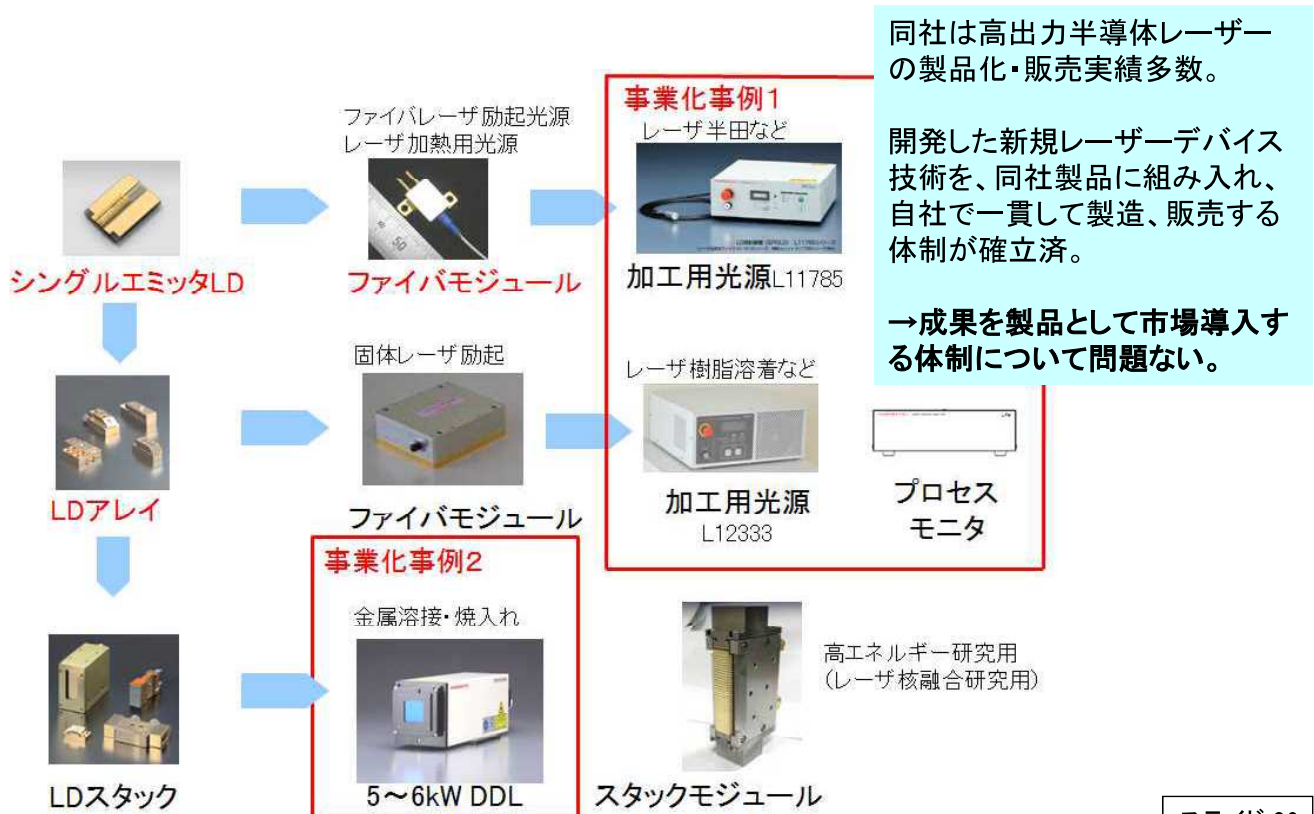 同社は高出力半導体レーザー
の製品化・販売実績多数。
開発した新規レーザーデバイス
技術を、同社製品に組み入れ、
自社で一貫して製造、販売する
体制が確立済。
→成果を製品として市場導入す
る体制について問題ない。
事業化事例1
ファイバレーザ励起光源
レーザ加熱用光源
レーザ半田など
50
シングルエミッタLD
ファイバモジュール
加工用光源L11785
固体レーザ励起
レーザ樹脂溶着など
LDアレイ
ファイバモジュール
加工用光源
L12333
プロセス
モニタ
事業化事例2
金属溶接・焼入れ
高エネルギー研究用
(レーザ核融合研究用)
LDスタック
5～6kW DDL
スタックモジュール